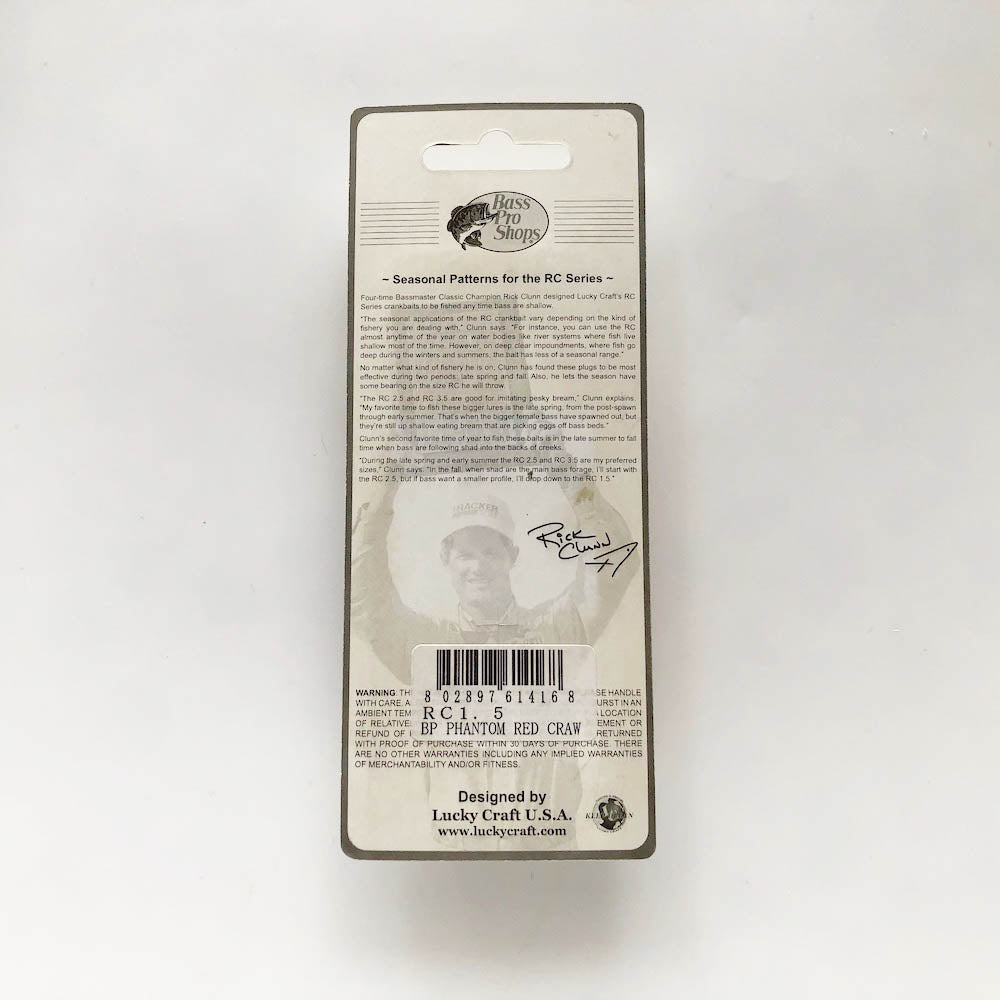 Bass
Pro
Shops
~ Seasonal Patterns for the RC Series ~
Four-time Bassmaster Classic Champion Rick Clunn designed Lucky Craft's RC
Series crankbaits to be fished any time bass are shallow.
"The seasonal applications of the RC crankbait vary depending on the kind of
fishery you are dealing with," Clunn says. "For instance, you can use the RC
almost anytime of the year on water bodies like river systems where fish live
shallow most of the time. However, on deep clear impoundments, where fish go
deep during the winters and summers, the bait has less of a seasonal range."
No matter what kind of fishery he is on, Clunn has found these plugs to be most
effective during two periods: late spring and fall. Also, he lets the season have
some bearing on the size RC he will throw.
"The RC 2.5 and RC 3.5 are good for imitating pesky bream," Clunn explains.
"My favorite time to fish these bigger lures is the late spring, from the post-spawn
through early summer. That's when the bigger female bass have spawned out, but
they're still up shallow eating bream that are picking eggs off bass beds."
Clunn's second favorite time of year to fish these baits is in the late summer to fall
time when bass are following shad into the backs of creeks.
"During the late spring and early summer the RC 2.5 and RC 3.5 are my preferred
sizes," Clunn says. "In the fall, when shad are the main bass forage, I'll start with
the RC 2.5, but if bass want a smaller profile, I'll drop down to the RC 1.5."
Rick
Clunn
8 02897 61416 8
RC1. 5
BP PHANTOM RED CRAW
WARNING: SE HANDLE
WITH CARE. A URST IN AN
AMBIENT TEM LOCATION
OF RELATIVE EMENT OR
REFUND OF RETURNED
WITH PROOF OF PURCHASE WITHIN 30 DAYS OF PURCHASE. THERE
ARE NO OTHER WARRANTIES INCLUDING ANY IMPLIED WARRANTIES
OF MERCHANTABILITY AND/OR FITNESS.
Designed by
Lucky Craft U.S.A.
www.luckycraft.com